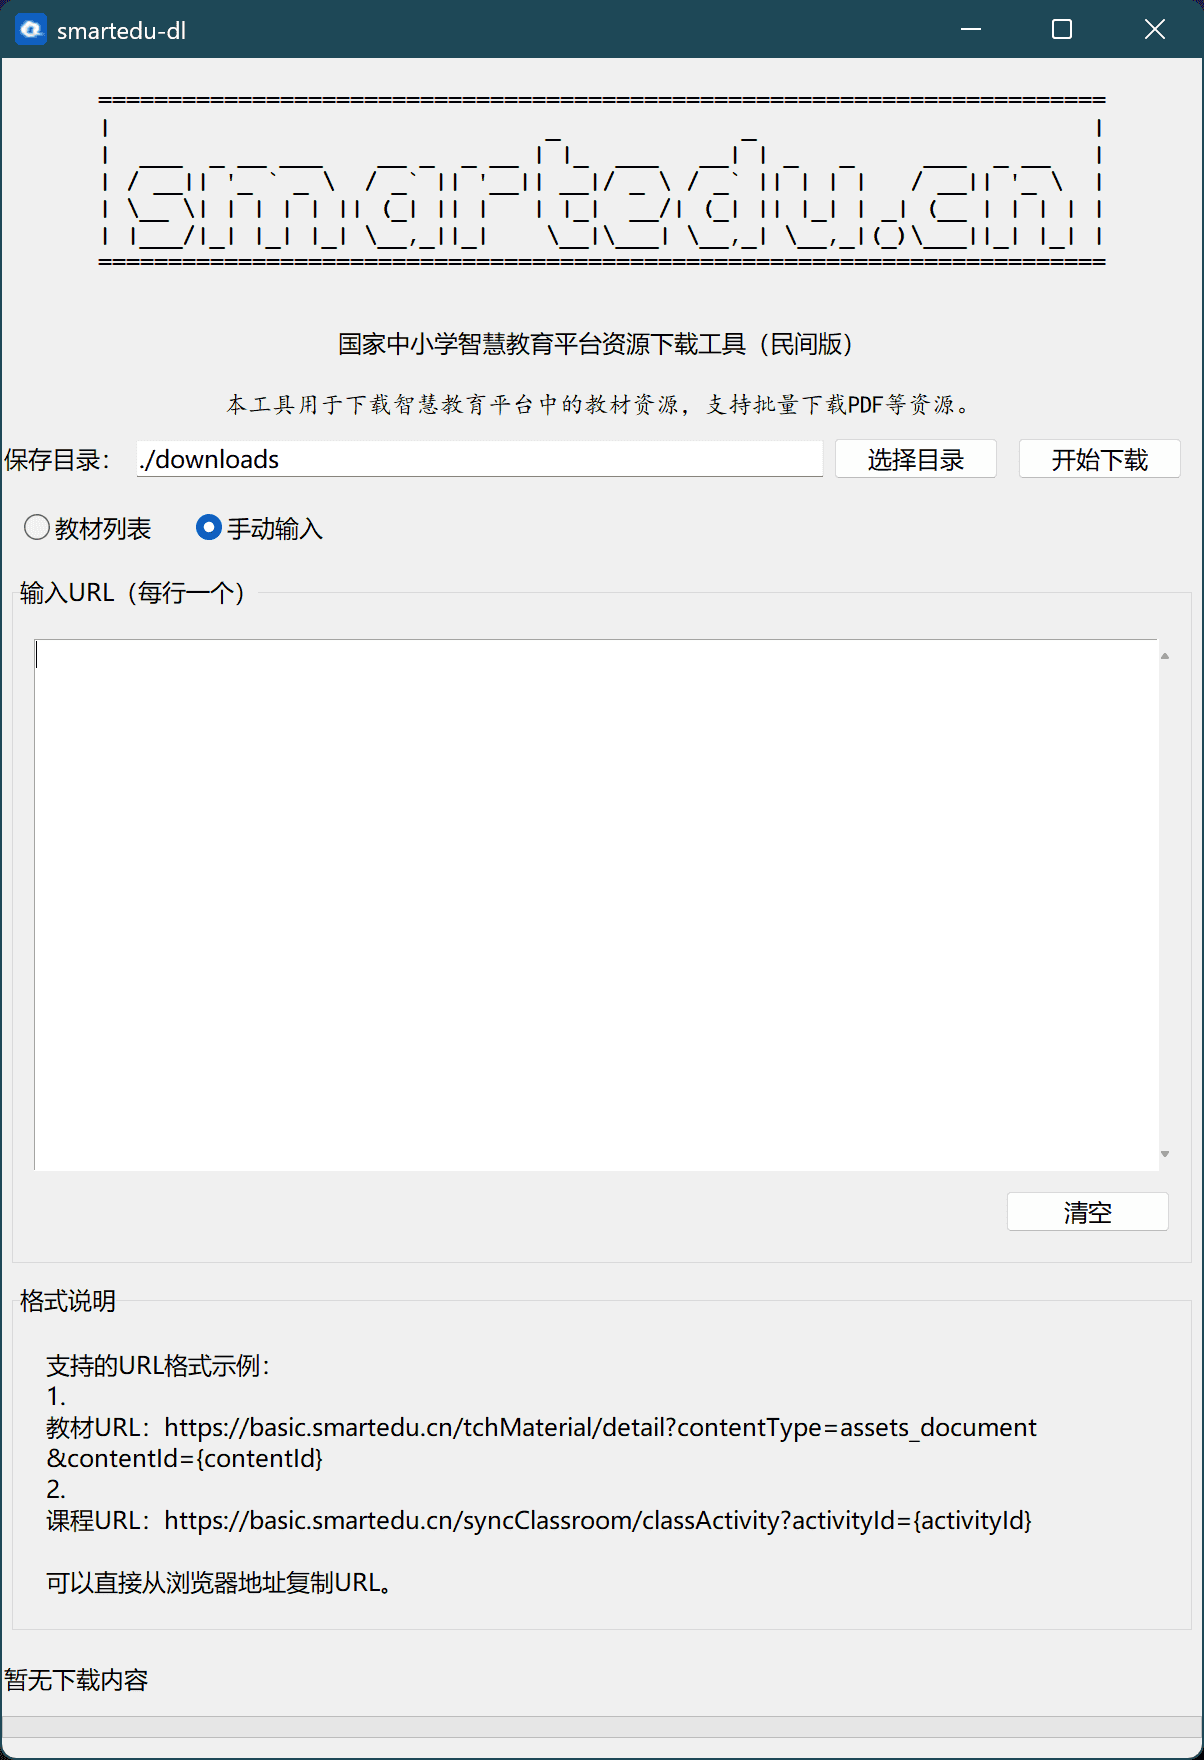 smartedu-dl
smartedu.cn
国家中小学智慧教育平台资源下载工具（民间版）
本工具用于下载智慧教育平台中的教材资源，支持批量下载PDF等资源。
保存目录： ./downloads 选择目录 开始下载
教材列表 手动输入
输入URL（每行一个）
清空
格式说明
支持的URL格式示例：
1.
教材URL：https://basic.smartedu.cn/tchMaterial/detail?contentType=assets_document
&contentId={contentId}
2.
课程URL：https://basic.smartedu.cn/syncClassroom/classActivity?activityId={activityId}
可以直接从浏览器地址复制URL。
暂无下载内容